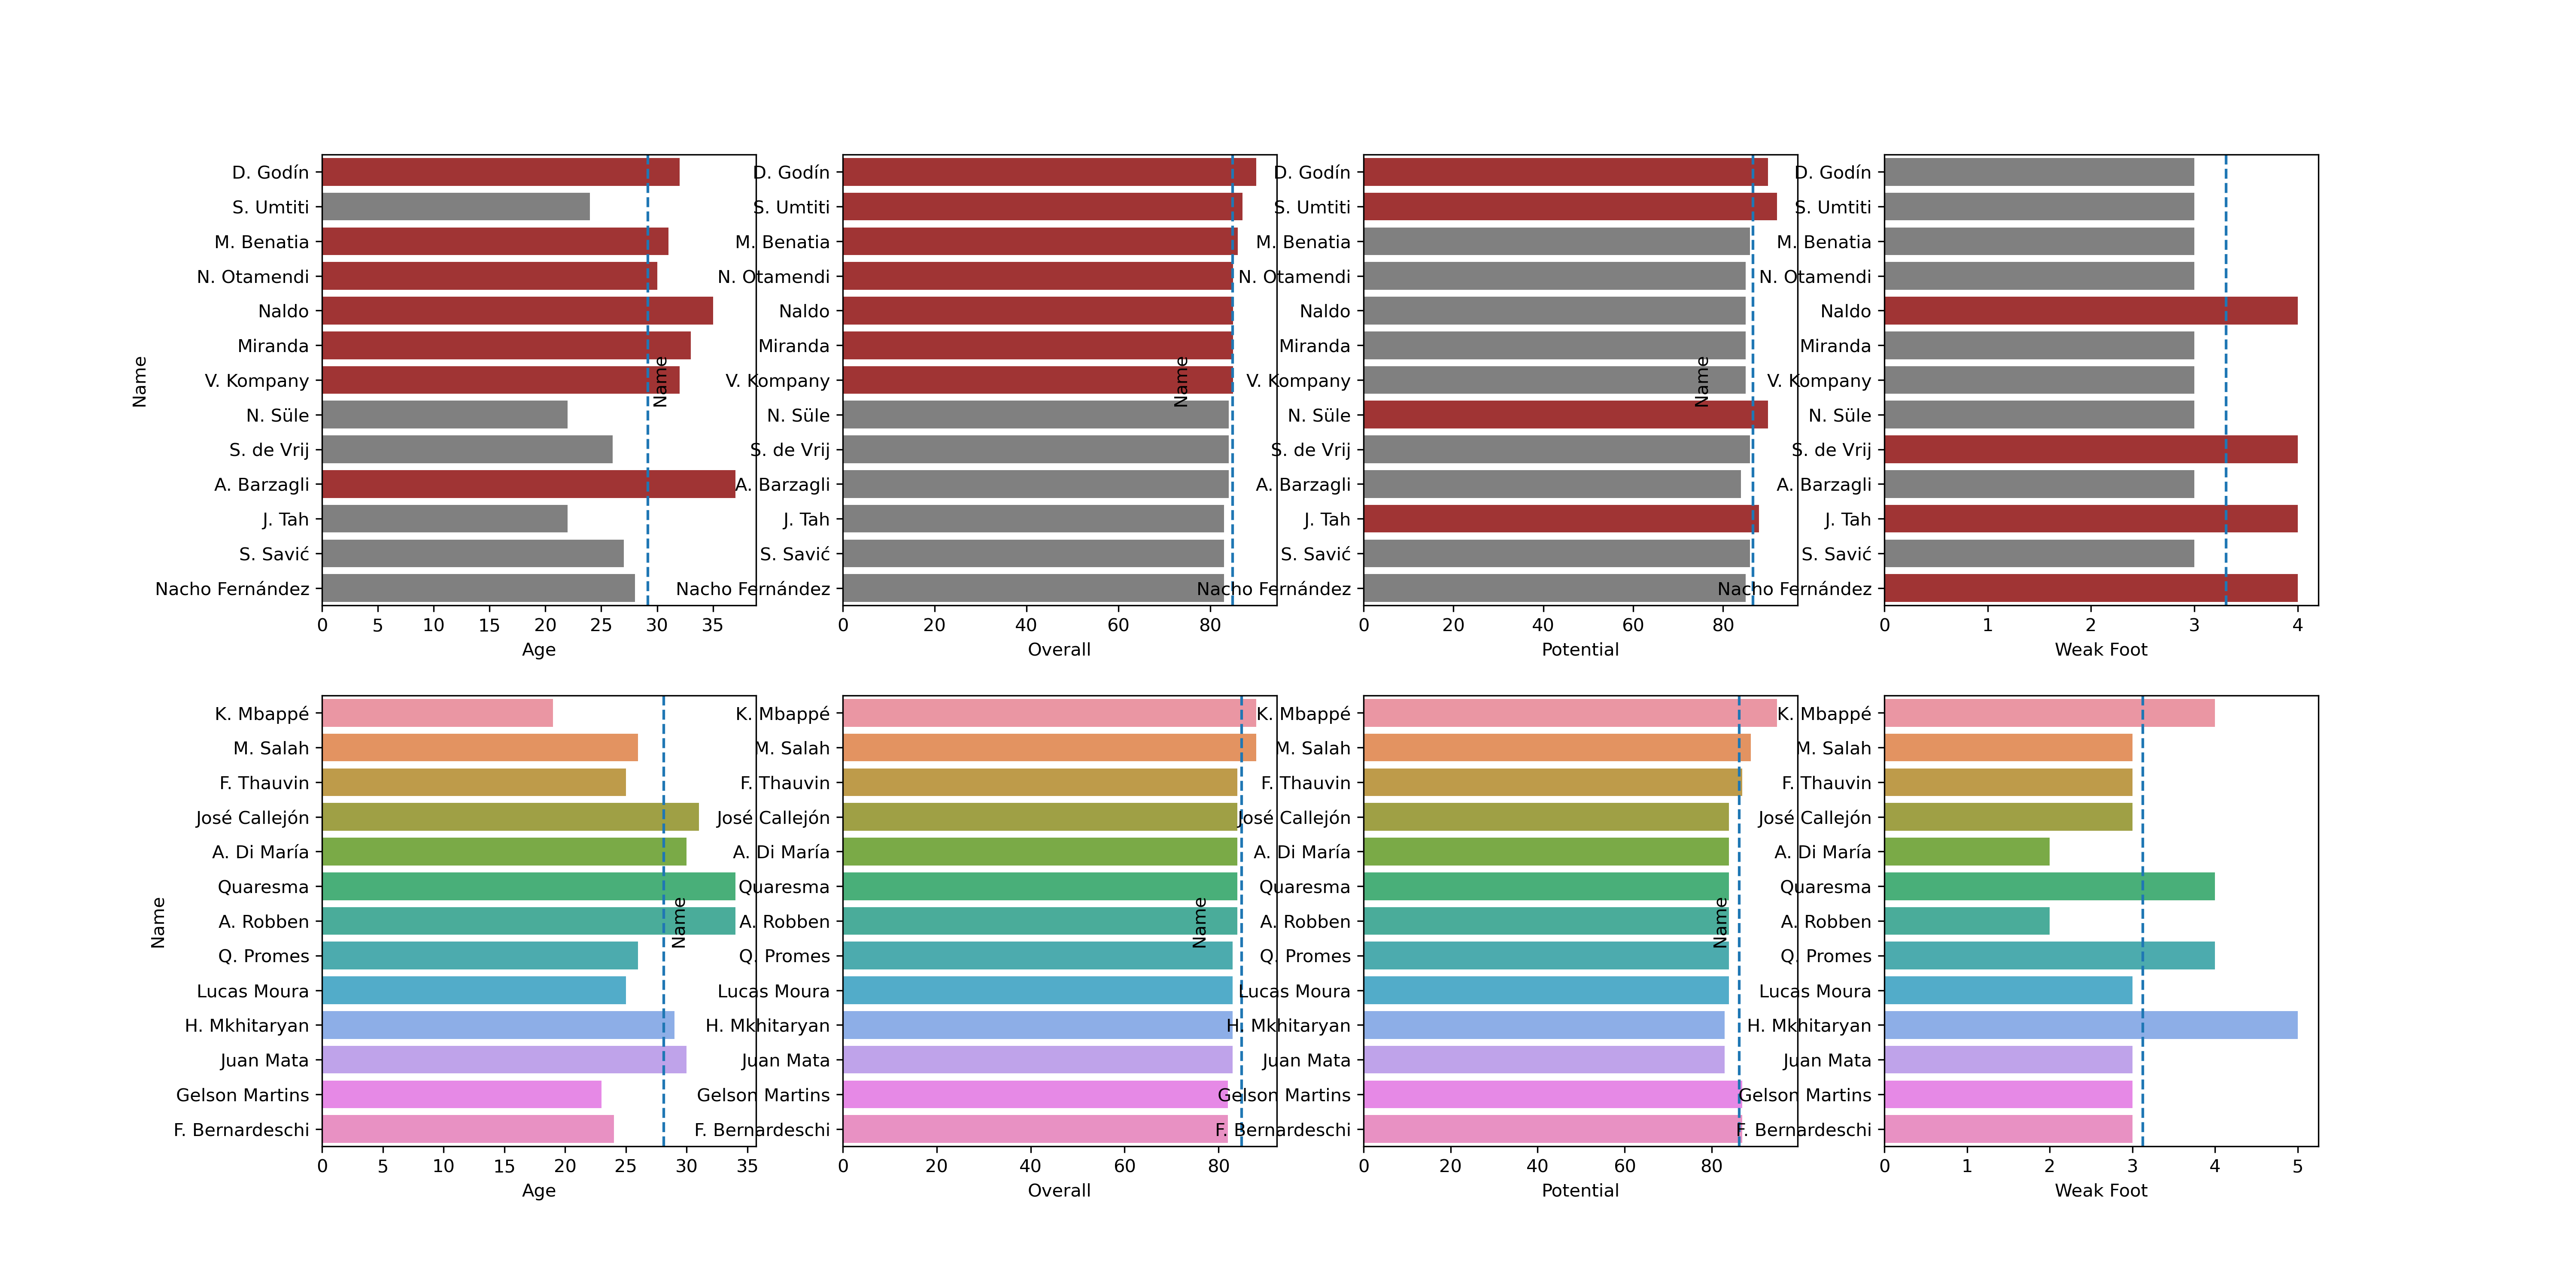 Name
D. Godín
S. Umtiti
M. Benatia
N. Otamendi
Naldo
Miranda
V. Kompany
N. Süle
S. de Vrij
A. Barzagli
J. Tah
S. Savić
Nacho Fernández
0 5 10 15 20 25 30 35
Age
Name
D. Godín
S. Umtiti
M. Benatia
N. Otamendi
Naldo
Miranda
V. Kompany
N. Süle
S. de Vrij
A. Barzagli
J. Tah
S. Savić
Nacho Fernández
0 20 40 60 80
Overall
Name
D. Godín
S. Umtiti
M. Benatia
N. Otamendi
Naldo
Miranda
V. Kompany
N. Süle
S. de Vrij
A. Barzagli
J. Tah
S. Savić
Nacho Fernández
0 20 40 60 80
Potential
Name
D. Godín
S. Umtiti
M. Benatia
N. Otamendi
Naldo
Miranda
V. Kompany
N. Süle
S. de Vrij
A. Barzagli
J. Tah
S. Savić
Nacho Fernández
0 1 2 3 4
Weak Foot
Name
K. Mbappé
M. Salah
F. Thauvin
José Callejón
A. Di María
Quaresma
A. Robben
Q. Promes
Lucas Moura
H. Mkhitaryan
Juan Mata
Gelson Martins
F. Bernardeschi
0 5 10 15 20 25 30 35
Age
Name
K. Mbappé
M. Salah
F. Thauvin
José Callejón
A. Di María
Quaresma
A. Robben
Q. Promes
Lucas Moura
H. Mkhitaryan
Juan Mata
Gelson Martins
F. Bernardeschi
0 20 40 60 80
Overall
Name
K. Mbappé
M. Salah
F. Thauvin
José Callejón
A. Di María
Quaresma
A. Robben
Q. Promes
Lucas Moura
H. Mkhitaryan
Juan Mata
Gelson Martins
F. Bernardeschi
0 20 40 60 80
Potential
Name
K. Mbappé
M. Salah
F. Thauvin
José Callejón
A. Di María
Quaresma
A. Robben
Q. Promes
Lucas Moura
H. Mkhitaryan
Juan Mata
Gelson Martins
F. Bernardeschi
0 1 2 3 4 5
Weak Foot